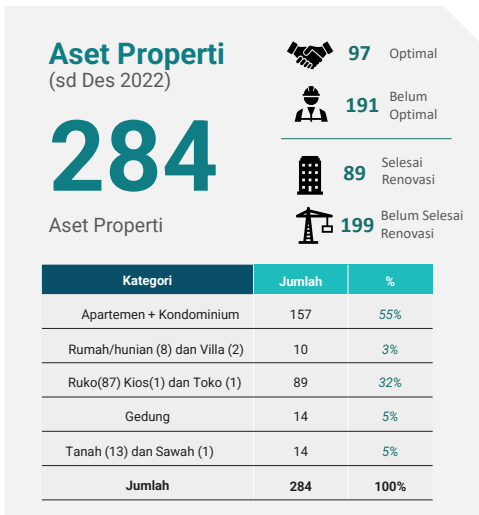 Aset Properti
(sd Des 2022)
284
Aset Properti
97 Optimal
191 Belum
Optimal
89 Selesai
Renovasi
199 Belum Selesai
Renovasi
Kategori Jumlah %
Apartemen + Kondominium 157 55%
Rumah/hunian (8) dan Villa (2) 10 3%
Ruko(87) Kios(1) dan Toko (1) 89 32%
Gedung 14 5%
Tanah (13) dan Sawah (1) 14 5%
Jumlah 284 100%